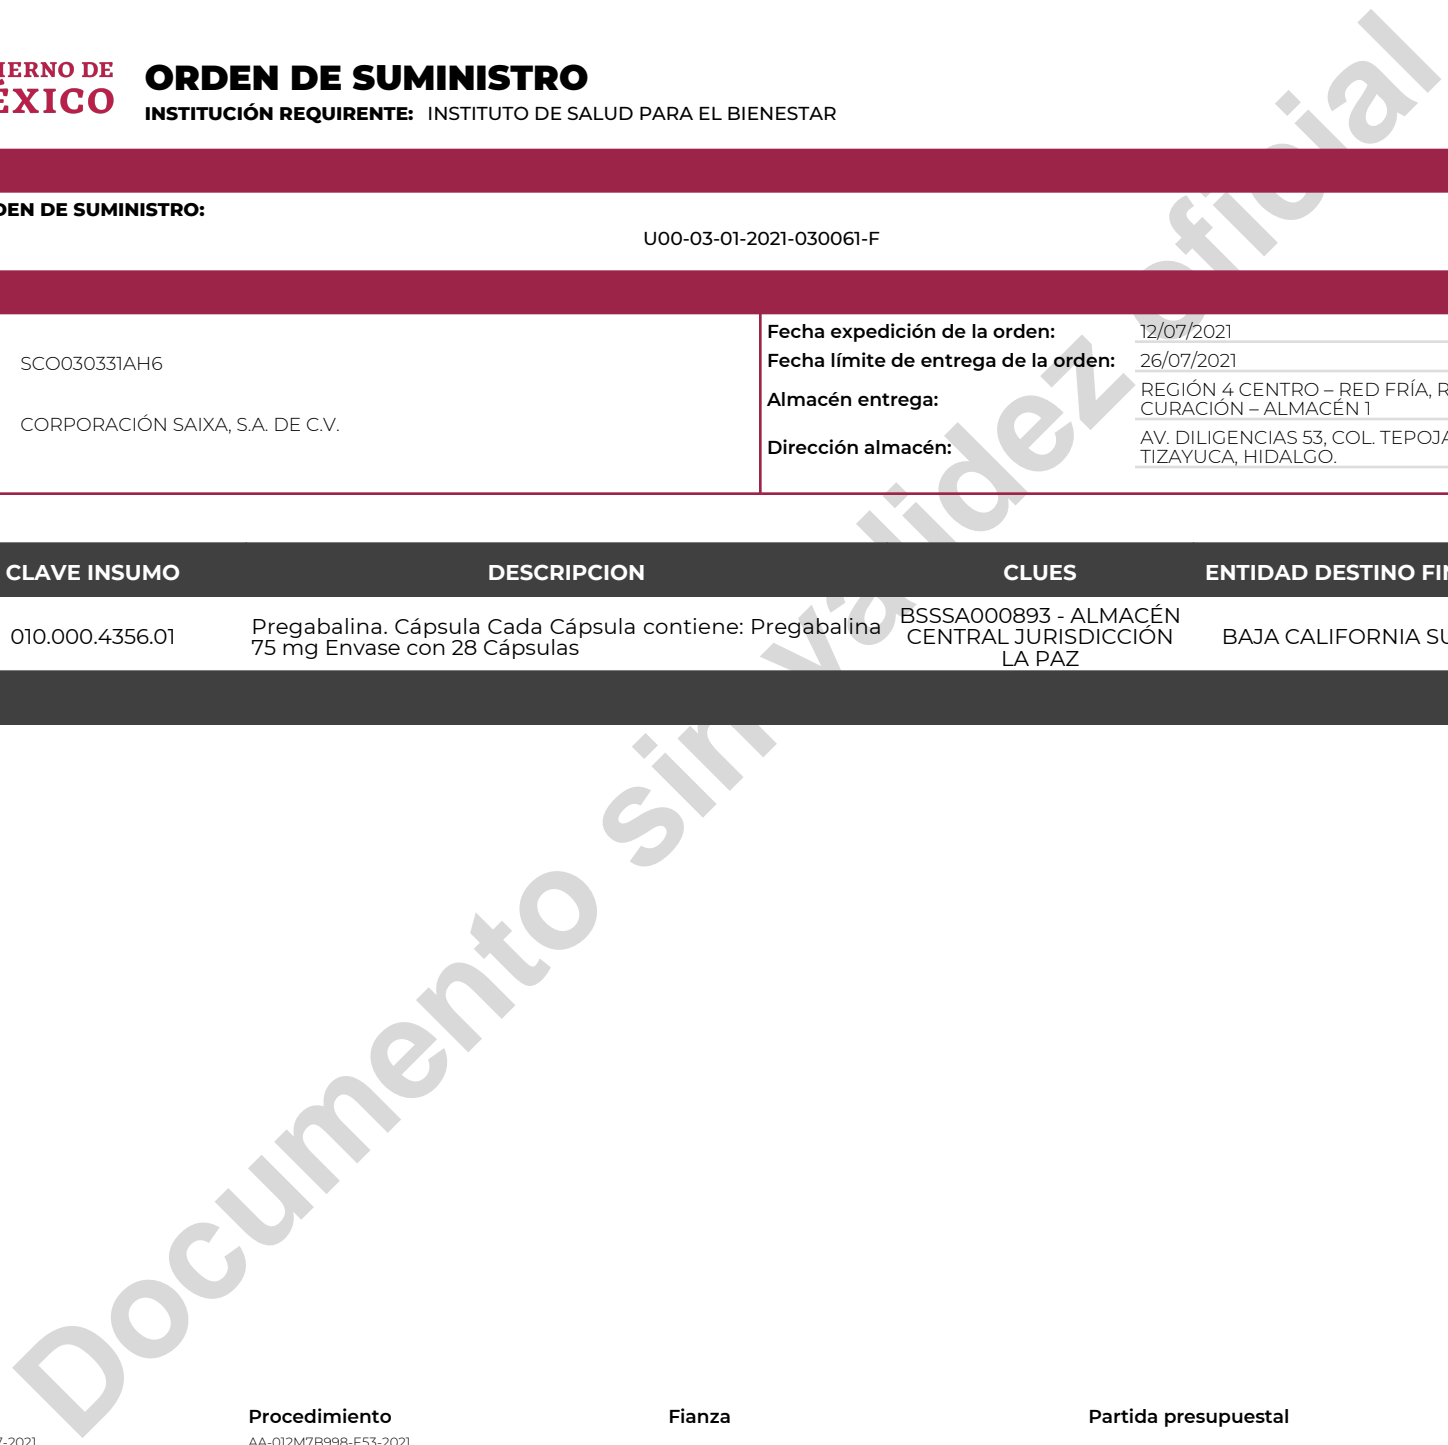 IERNO DE
ÉXICO
ORDEN DE SUMINISTRO
INSTITUCIÓN REQUIRENTE: INSTITUTO DE SALUD PARA EL BIENESTAR
DEN DE SUMINISTRO:
U00-03-01-2021-030061-F
SCO030331AH6
CORPORACIÓN SAIXA, S.A. DE C.V.
Fecha expedición de la orden: 12/07/2021
Fecha límite de entrega de la orden: 26/07/2021
Almacén entrega: REGIÓN 4 CENTRO – RED FRÍA, R
CURACIÓN – ALMACÉN 1
Dirección almacén: AV. DILIGENCIAS 53, COL. TEPOJA
TIZAYUCA, HIDALGO.
CLAVE INSUMO DESCRIPCION CLUES ENTIDAD DESTINO FIN
010.000.4356.01
Pregabalina. Cápsula Cada Cápsula contiene: Pregabalina
75 mg Envase con 28 Cápsulas
BSSSA000893 - ALMACÉN
CENTRAL JURISDICCIÓN
LA PAZ
BAJA CALIFORNIA SU
Documento sin validez oficial
Procedimiento Fianza Partida presupuestal
7-2021 AA-012M7B998-E53-2021